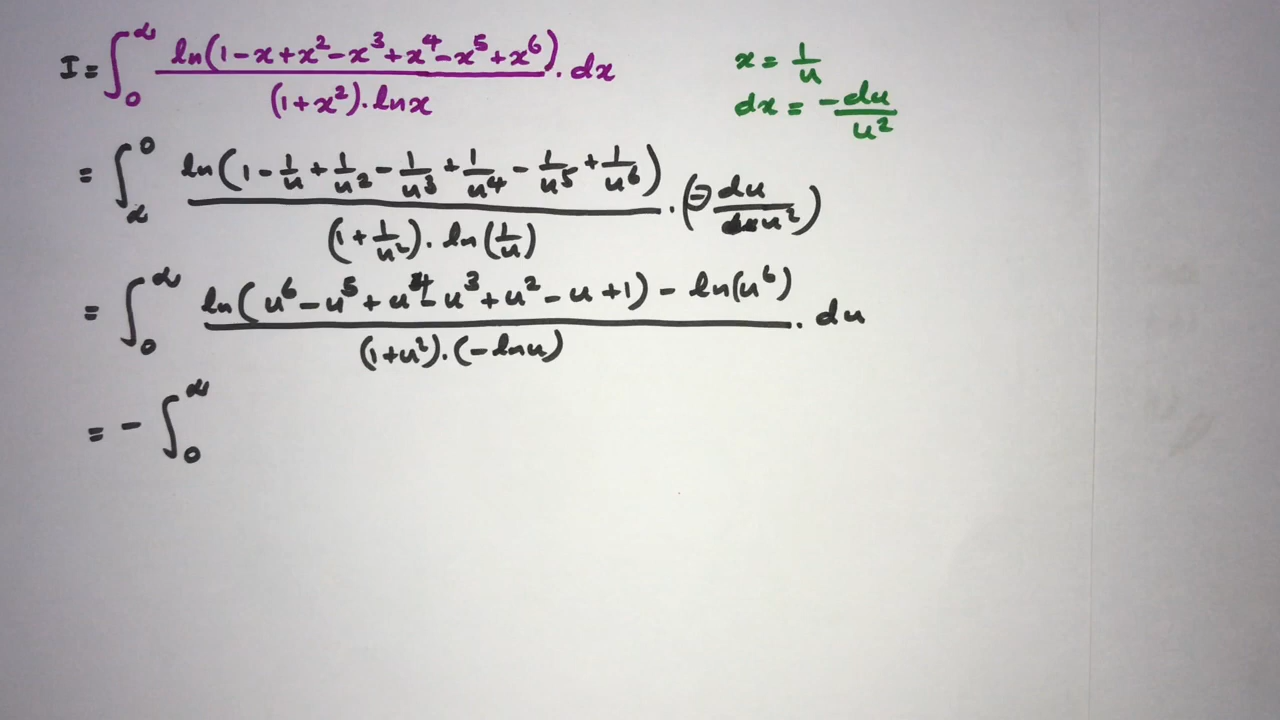 I = ∫₀^∞ ln(1-x+x²-x³+x⁴-x⁵+x⁶) / (1+x²).lnx . dx
x = 1/u
dx = -du/u²
= ∫_∞^0 ln(1-1/u+1/u²-1/u³+1/u⁴-1/u⁵+1/u⁶) / (1+1/u²).ln(1/u) . (-du/u²)
= ∫₀^∞ ln(u⁶-u⁵+u⁴-u³+u²-u+1) - ln(u⁶) / (1+u²).(-lnu) . du
= - ∫₀^∞